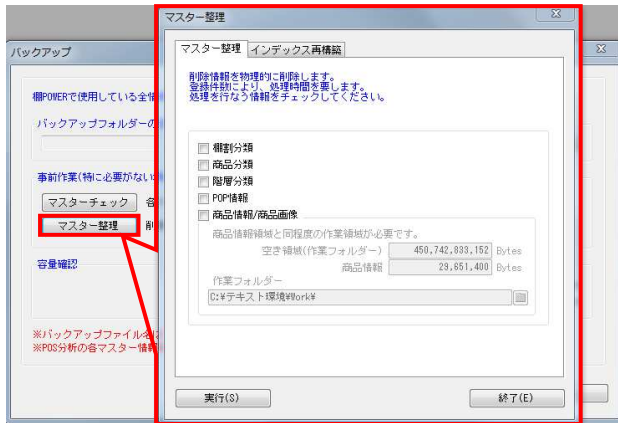 マスター整理
バックアップ
マスター整理 インデックス再構築
削除情報を物理的に削除します。
登録件数により、処理時間を要します。
処理を行なう情報をチェックしてください。
棚POWERで使用している全情
バックアップフォルダーの
棚割分類
商品分類
階層分類
POP情報
商品情報/商品画像
事前作業(特に必要がない
マスターチェック 各
マスター整理 削
商品情報領域と同程度の作業領域が必要です。
空き領域(作業フォルダー) 450,742,833,152 Bytes
商品情報 28,651,400 Bytes
作業フォルダー
C:¥テキスト環境¥Work¥
容量確認
※バックアップファイル名に
※POS分析の各マスター情報
実行(S) 終了(E)